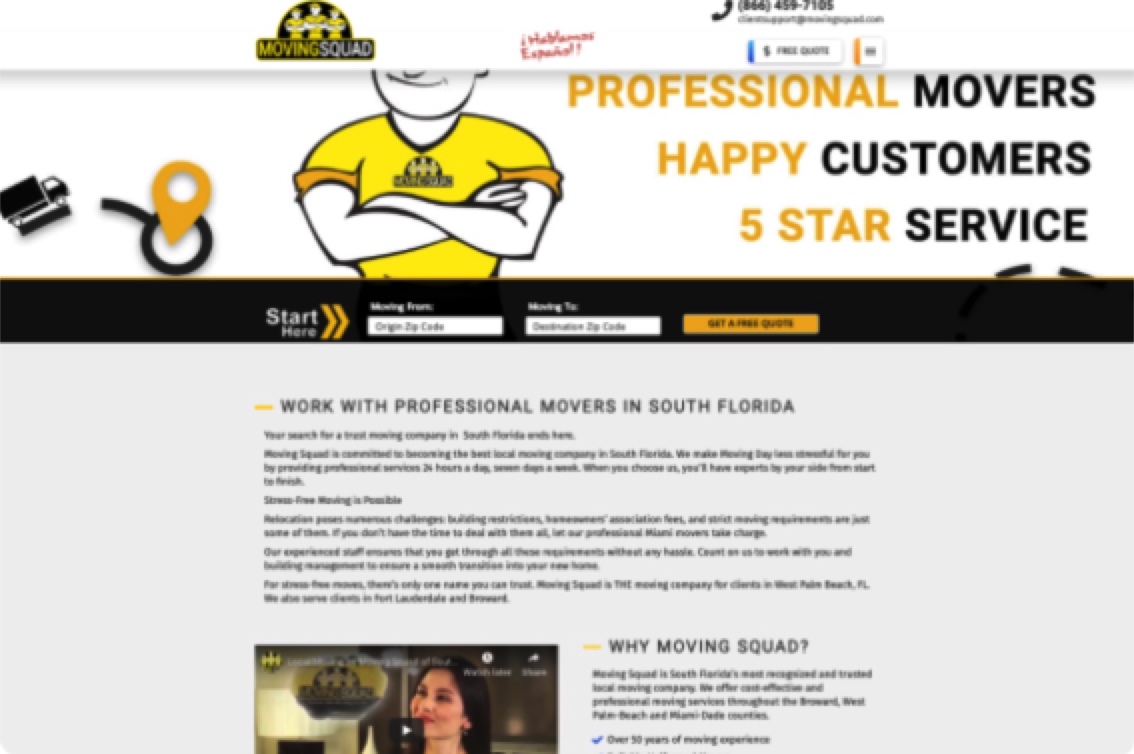 (866) 459-7105
clientsupport@movingsquad.com
MOVINGSQUAD
¡Hablamos
Español!
$ FREE QUOTE
PROFESSIONAL MOVERS
HAPPY CUSTOMERS
5 STAR SERVICE
MOVINGSQUAD
Start
Here
Moving From:
Origin Zip Code
Moving To:
Destination Zip Code
GET A FREE QUOTE
WORK WITH PROFESSIONAL MOVERS IN SOUTH FLORIDA
Your search for a trust moving company in South Florida ends here.
Moving Squad is committed to becoming the best local moving company in South Florida. We make Moving Day less stressful for you
by providing professional services 24 hours a day, seven days a week. When you choose us, you'll have experts by your side from start
to finish.
Stress-Free Moving is Possible
Relocation poses numerous challenges: building restrictions, homeowners' association fees, and strict moving requirements are just
some of them. If you don't have the time to deal with them all, let our professional Miami movers take charge.
Our experienced staff ensures that you get through all these requirements without any hassle. Count on us to work with you and
building management to ensure a smooth transition into your new home.
For stress-free moves, there's only one name you can trust. Moving Squad is THE moving company for clients in West Palm Beach, FL.
We also serve clients in Fort Lauderdale and Broward.
WHY MOVING SQUAD?
Watch later
Share
Moving Squad is South Florida's most recognized and trusted
local moving company. We offer cost-effective and
professional moving services throughout the Broward, West
Palm-Beach and Miami-Dade counties.
Over 50 years of moving experience